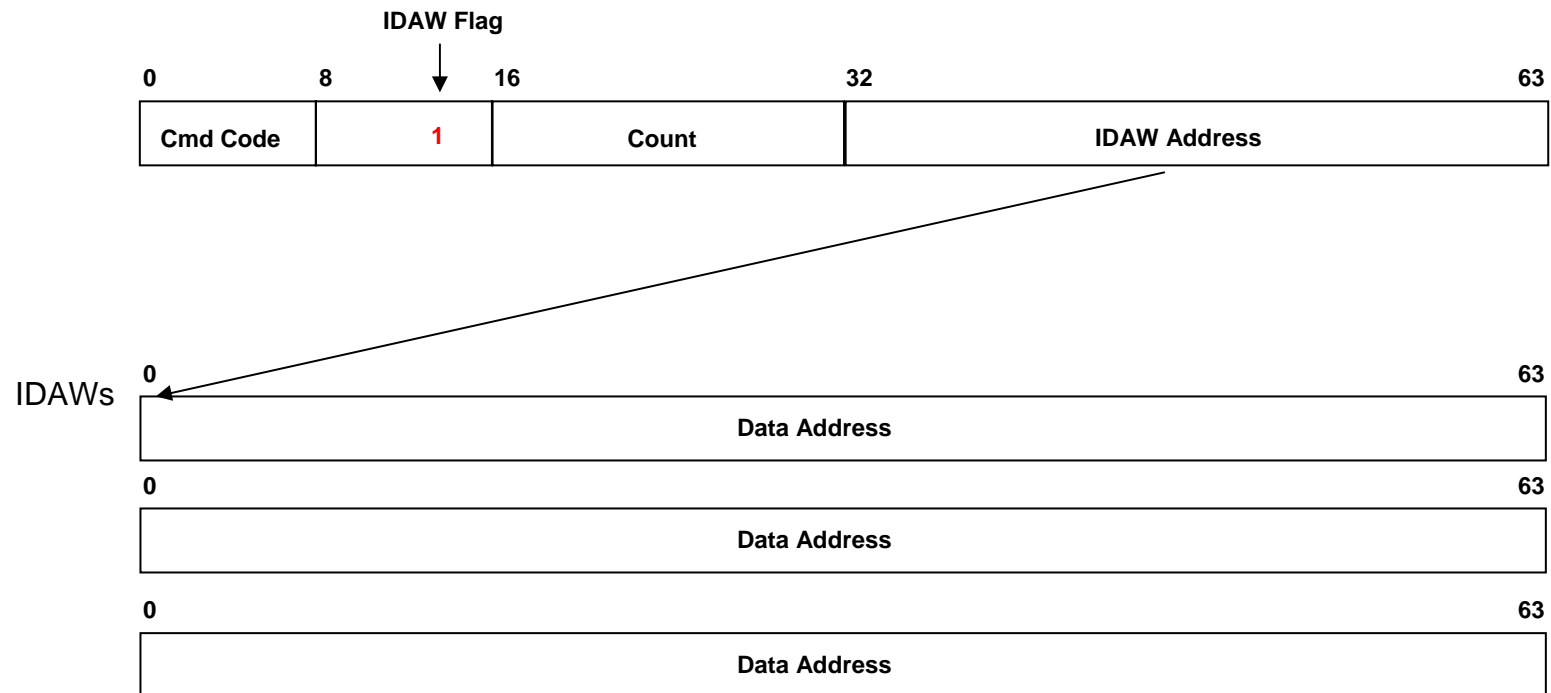 IDAW Flag
0 8 16 32 63
Cmd Code 1 Count IDAW Address
0 63
IDAWs
Data Address
0 63
Data Address
0 63
Data Address